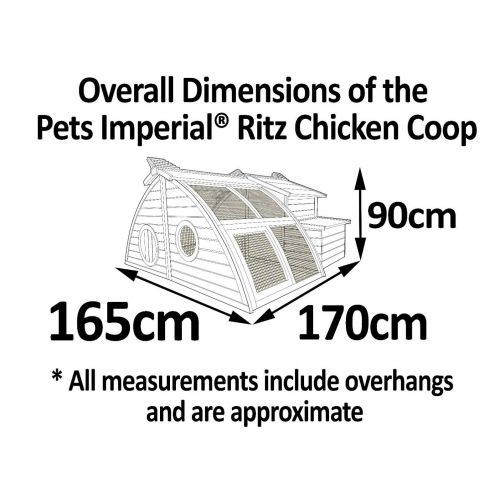 Overall Dimensions of the
Pets Imperial® Ritz Chicken Coop
90cm
165cm
170cm
* All measurements include overhangs
and are approximate